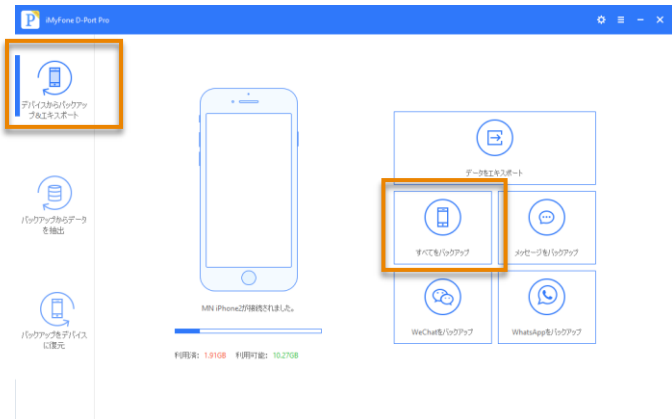 P
iMyFone D-Port Pro
デバイスからバックアッ
プ&エキスポート
バックアップからデータ
を抽出
バックアップをデバイス
に復元
MN iPhone2が接続されました。
利用済: 1.91GB 利用可能: 10.27GB
データをエキスポート
すべてをバックアップ
メッセージをバックアップ
WeChatをバックアップ
WhatsAppをバックアップ